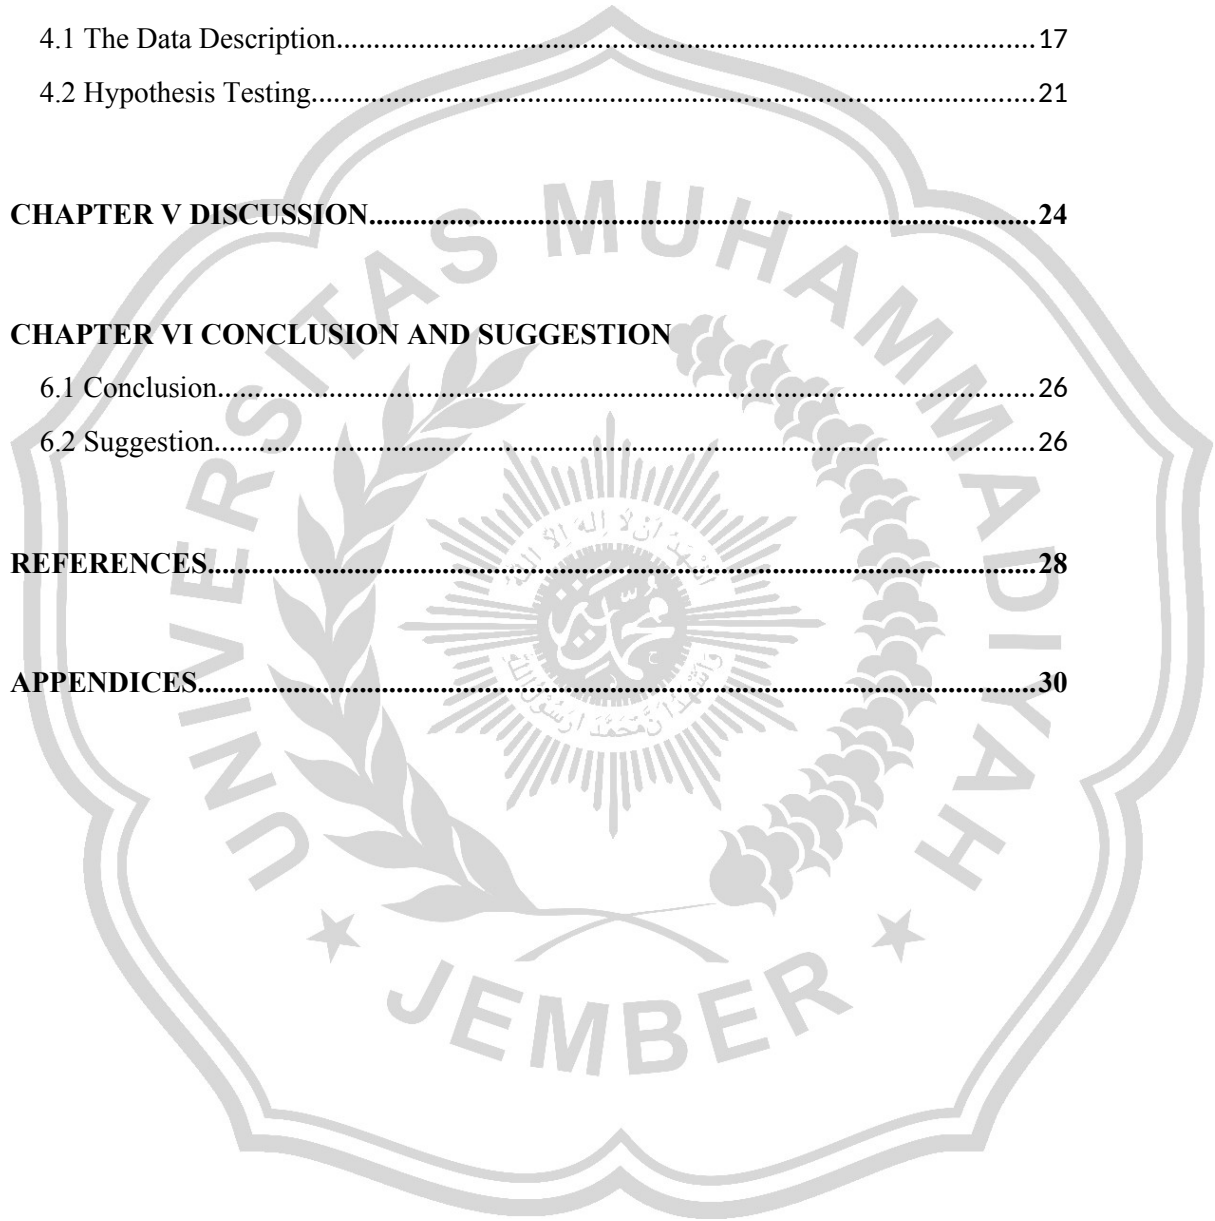 4.1 The Data Description..........................................................................................17
4.2 Hypothesis Testing.............................................................................................21
CHAPTER V DISCUSSION.....................................................................................24
CHAPTER VI CONCLUSION AND SUGGESTION
6.1 Conclusion.........................................................................................................26
6.2 Suggestion..........................................................................................................26
REFERENCES...........................................................................................................28
APPENDICES............................................................................................................30
UNIVERSITAS MUHAMMADIYAH
JEMBER